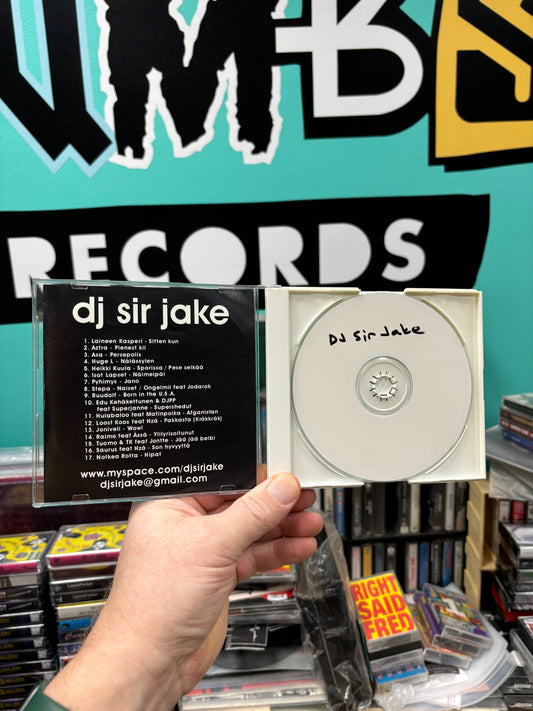 RECORDS
dj sir jake
1. Laineen Kasperi - Sitten kun
2. Aztra - Pienest kii
3. Asa - Persepolis
4. Huge L - Nälässylen
5. Heikki Kuula - Sporissa / Pese selkää
6. Isot Lapset - Näimeipäi
7. Pyhimys - Jano
8. Stepa - Naiset / Ongelmii feat Jodarok
9. Ruudolf - Born in the U.S.A.
10. Edu Kehäkettunen & DJPP
feat Superjanne - Supershedut
11. Hulabaloo feat Matinpoika - Afganistan
12. Loost Koos feat Hzä - Pakkasta (Kräkkräk)
13. Joniveli - Wow!
14. Raimo feat Ässä - Ylityrisoitunut
15. Tuomo & TK feat Jontte - Jää jää beibi
16. Saurus feat Hzä - Son hyvyyttä
17. Notkea Rotta - Hipat
www.myspace.com/djsirjake
djsirjake@gmail.com
DJ Sir Jake
RIGHT
SAID
FRED